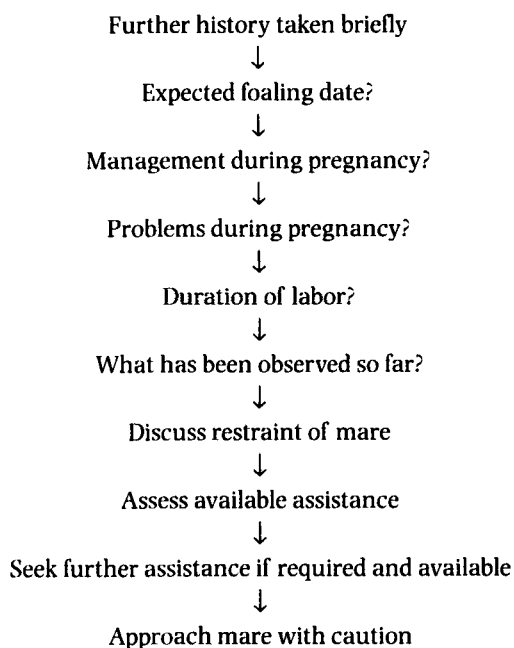 Further history taken briefly
↓
Expected foaling date?
↓
Management during pregnancy?
↓
Problems during pregnancy?
↓
Duration of labor?
↓
What has been observed so far?
↓
Discuss restraint of mare
↓
Assess available assistance
↓
Seek further assistance if required and available
↓
Approach mare with caution